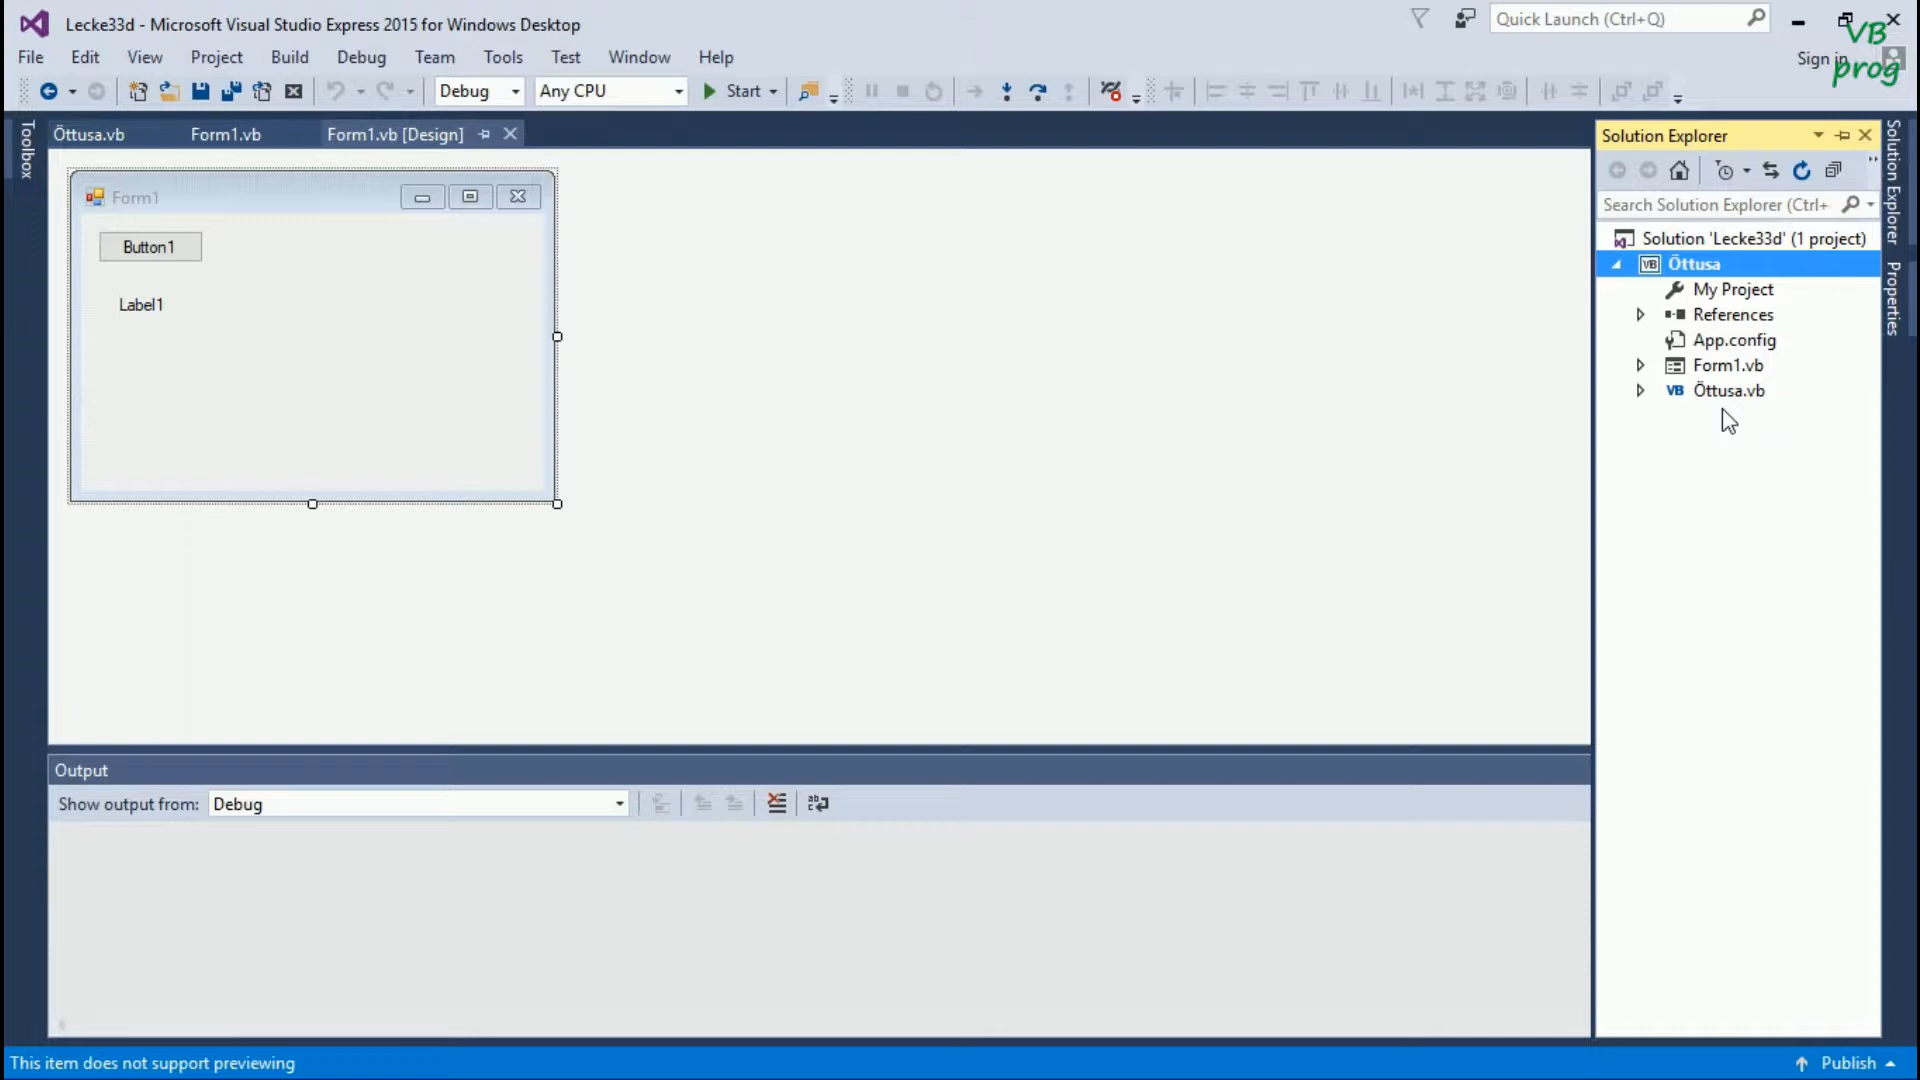 Lecke33d - Microsoft Visual Studio Express 2015 for Windows Desktop
Quick Launch (Ctrl+Q)
VB
prog
File Edit View Project Build Debug Team Tools Test Window Help
Sign in
Debug Any CPU Start
Toolbox
Öttusa.vb Form1.vb Form1.vb [Design]
Form1
Button1
Label1
Solution Explorer
Search Solution Explorer (Ctrl+
Solution 'Lecke33d' (1 project)
VB Öttusa
My Project
References
App.config
Form1.vb
VB Öttusa.vb
Solution Explorer
Properties
Output
Show output from: Debug
This item does not support previewing
Publish